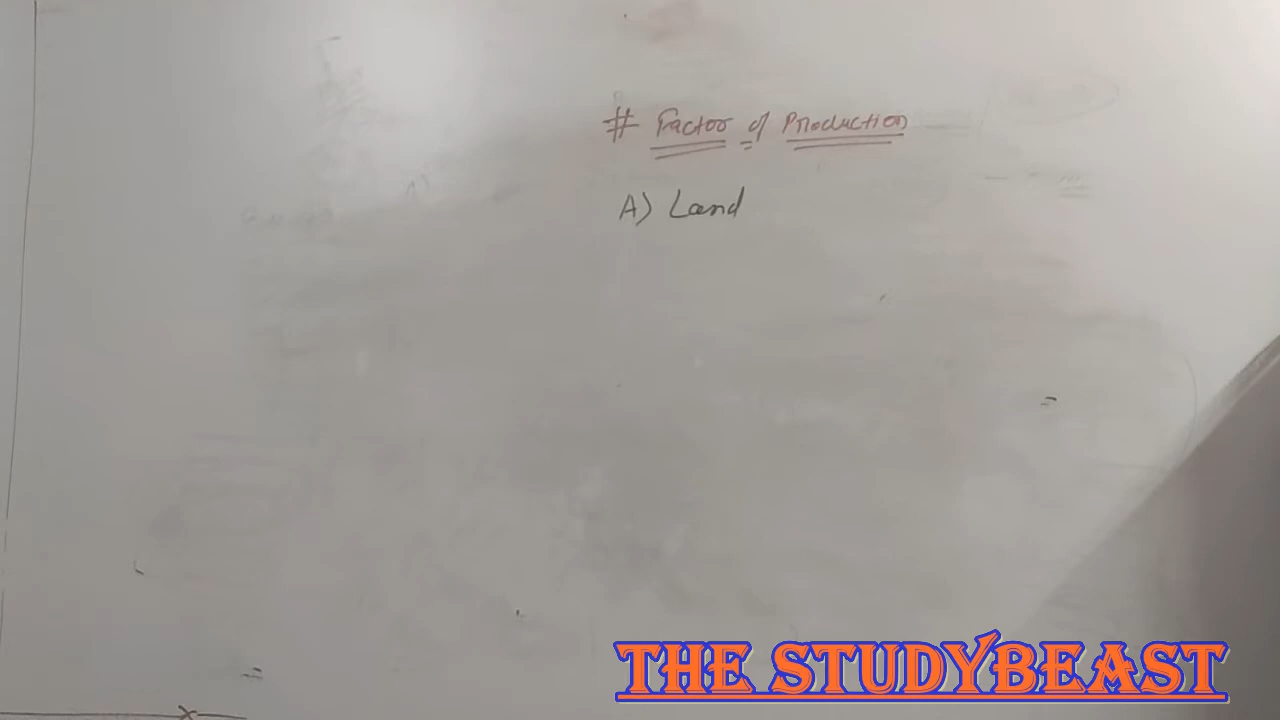 # Factor of Production
A) Land
THE STUDYBEAST